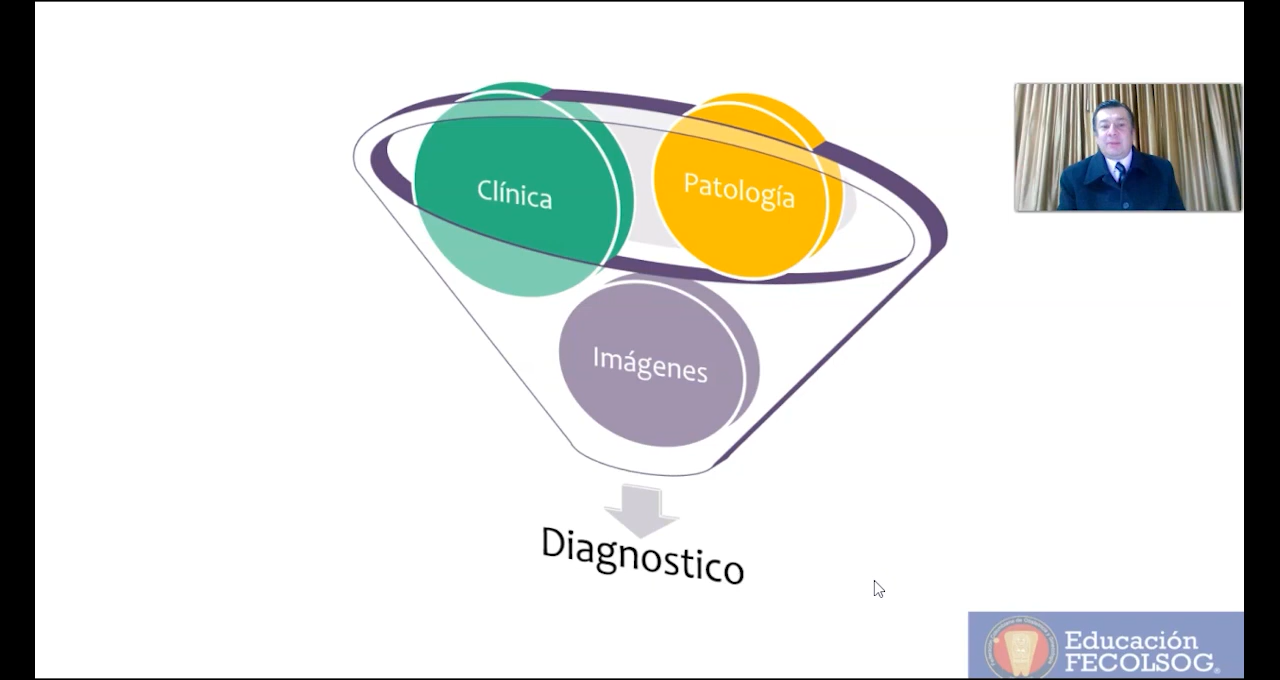 Clínica
Patología
Imágenes
Diagnostico
Educación
FECOLSOG®